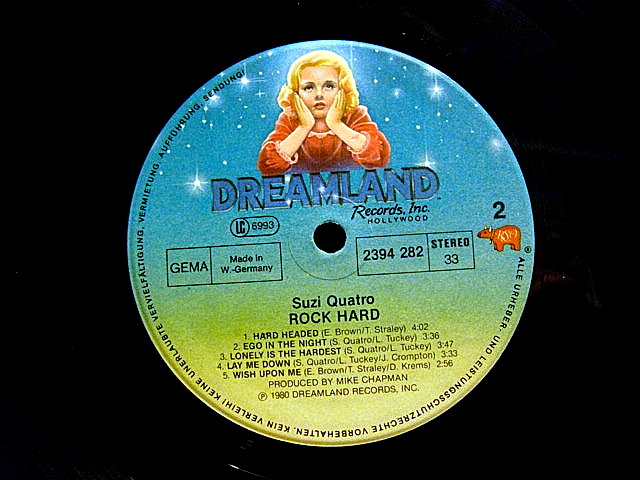 DREAMLAND
Records, Inc.
HOLLYWOOD
LC 6993
2
RSO
®
GEMA
Made in
W.-Germany
2394 282
STEREO
33
Suzi Quatro
ROCK HARD
1. HARD HEADED (E. Brown/T. Straley) 4:02
2. EGO IN THE NIGHT (S. Quatro/L. Tuckey) 3:36
3. LONELY IS THE HARDEST (S. Quatro/L. Tuckey) 3:47
4. LAY ME DOWN (S. Quatro/L. Tuckey/J. Crompton) 3:33
5. WISH UPON ME (E. Brown/T. Straley/D. Krems) 2:56
PRODUCED BY MIKE CHAPMAN
℗ 1980 DREAMLAND RECORDS, INC.
ALLE URHEBER- UND LEISTUNGSSCHUTZRECHTE VORBEHALTEN. KEIN VERLEIH! KEINE UNERLAUBTE VERVIELFÄLTIGUNG, VERMIETUNG, AUFFÜHRUNG, SENDUNG!